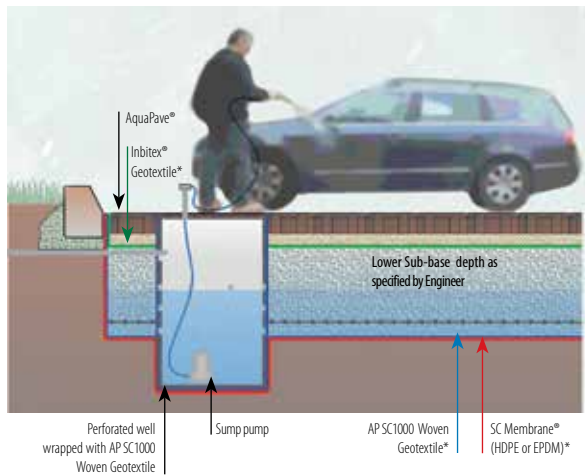 AquaPave®
Inbitex®
Geotextile*
Lower Sub-base depth as
specified by Engineer
Perforated well
wrapped with AP SC1000
Woven Geotextile
Sump pump
AP SC1000 Woven
Geotextile*
SC Membrane®
(HDPE or EPDM)*